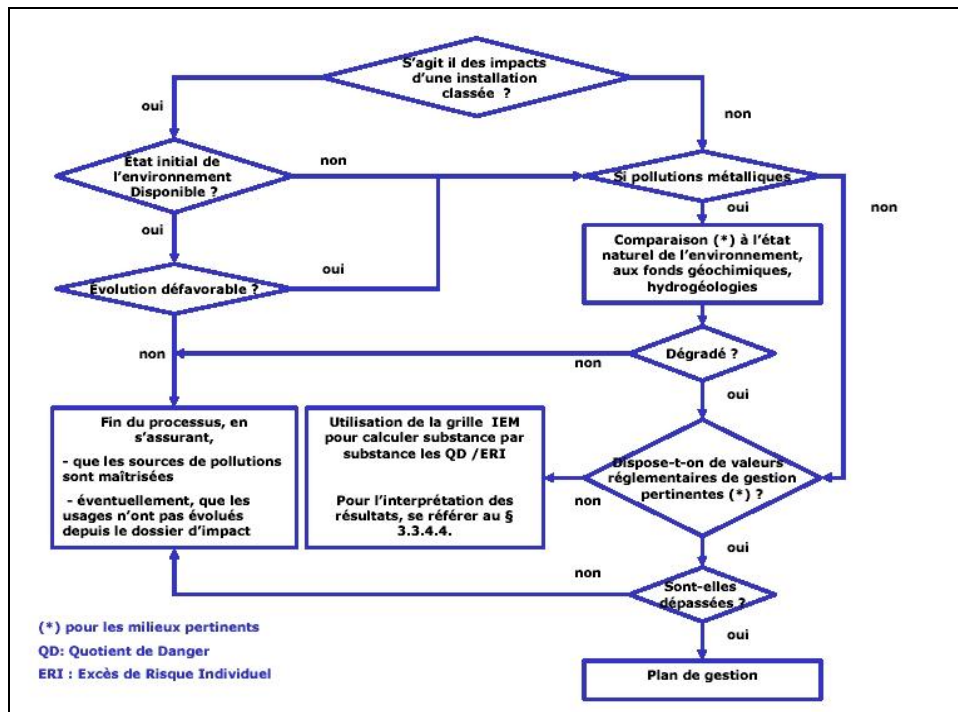 S’agit il des impacts
d’une installation
classée ?
oui
non
État initial de
l’environnement
Disponible ?
non
Si pollutions métalliques
oui
non
oui
Comparaison (*) à l’état
naturel de l’environnement,
aux fonds géochimiques,
hydrogéologies
Évolution défavorable ?
oui
non
Dégradé ?
non
oui
Fin du processus, en
s’assurant,
- que les sources de pollutions
sont maîtrisées
- éventuellement, que les
usages n’ont pas évolués
depuis le dossier d’impact
Utilisation de la grille IEM
pour calculer substance par
substance les QD /ERI
Pour l’interprétation des
résultats, se référer au §
3.3.4.4.
Dispose-t-on de valeurs
réglementaires de gestion
pertinentes (*) ?
non
oui
non
Sont-elles
dépassées ?
oui
Plan de gestion
(*) pour les milieux pertinents
QD: Quotient de Danger
ERI : Excès de Risque Individuel